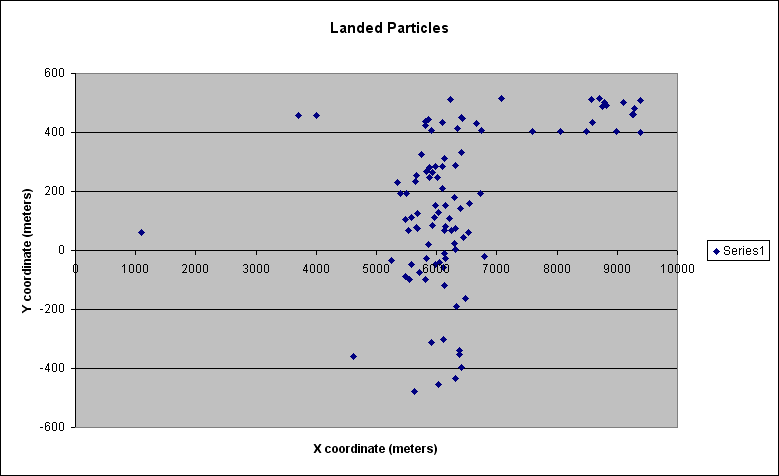 Landed Particles
600
400
200
0
-200
-400
-600
0 1000 2000 3000 4000 5000 6000 7000 8000 9000 10000
Y coordinate (meters)
X coordinate (meters)
Series1